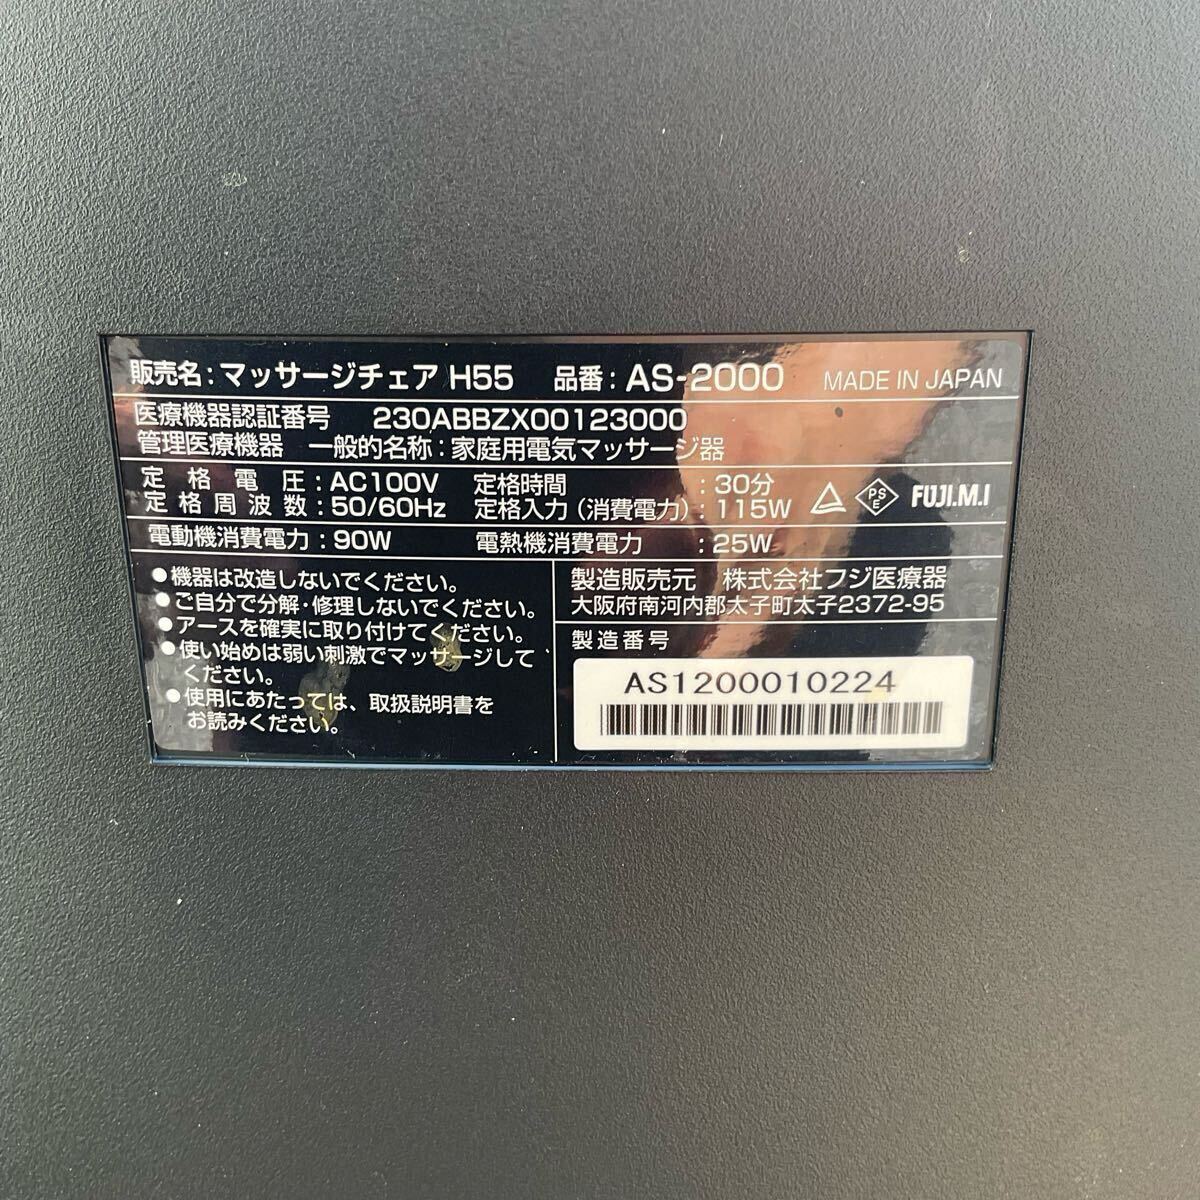 販売名：マッサージチェア H55 品番：AS-2000 MADE IN JAPAN
医療機器認証番号 230ABBZX00123000
管理医療機器 一般的名称：家庭用電気マッサージ器
定格電圧：AC100V 定格時間 ：30分
定格周波数：50/60Hz 定格入力（消費電力）：115W
PSE FUJI.M.I
電動機消費電力：90W 電熱機消費電力 ：25W
●機器は改造しないでください。
●ご自分で分解・修理しないでください。
●アースを確実に取り付けてください。
●使い始めは弱い刺激でマッサージして
ください。
●使用にあたっては、取扱説明書を
お読みください。
製造販売元 株式会社フジ医療器
大阪府南河内郡太子町太子2372-95
製造番号
AS1200010224